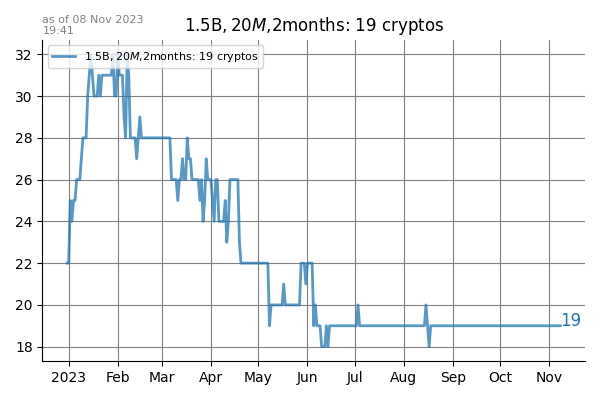 as of 08 Nov 2023
19:41
1.5B, 20M, 2months: 19 cryptos
1.5B, 20M, 2months: 19 cryptos
32
30
28
26
24
22
20
18
19
2023 Feb Mar Apr May Jun Jul Aug Sep Oct Nov